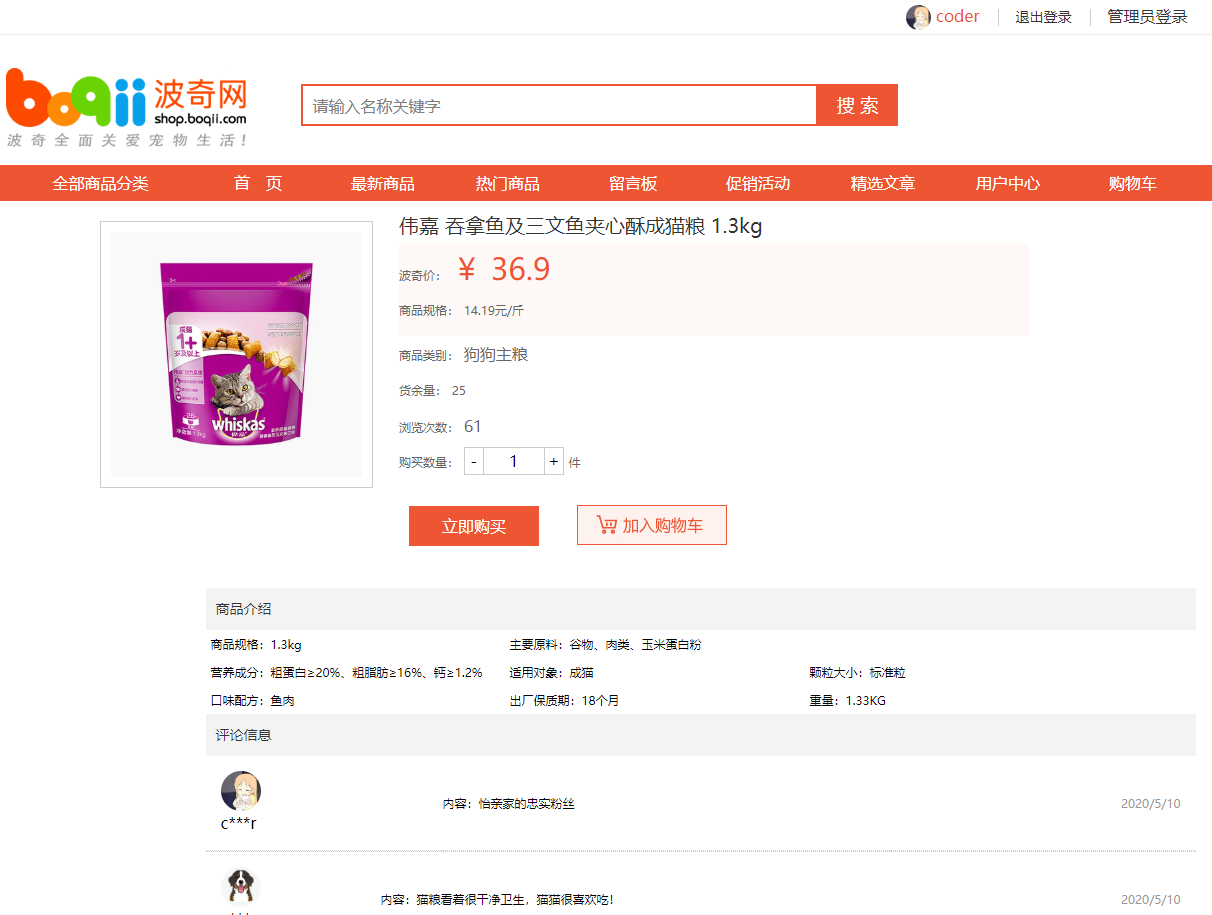 coder 退出登录 管理员登录
boqii 波奇网
shop.boqii.com
波奇全面关爱宠物生活!
请输入名称关键字 搜 索
全部商品分类 首 页 最新商品 热门商品 留言板 促销活动 精选文章 用户中心 购物车
伟嘉 吞拿鱼及三文鱼夹心酥成猫粮 1.3kg
波奇价: ¥ 36.9
商品规格: 14.19元/斤
成猫
1+
岁及以上
whiskas
商品类别: 狗狗主粮
货余量: 25
浏览次数: 61
购买数量: - 1 + 件
立即购买 加入购物车
商品介绍
商品规格：1.3kg 主要原料：谷物、肉类、玉米蛋白粉
营养成分：粗蛋白≥20%、粗脂肪≥16%、钙≥1.2% 适用对象：成猫 颗粒大小：标准粒
口味配方：鱼肉 出厂保质期：18个月 重量：1.33KG
评论信息
内容：怡亲家的忠实粉丝 2020/5/10
c***r
内容：猫粮看着很干净卫生，猫猫很喜欢吃！ 2020/5/10